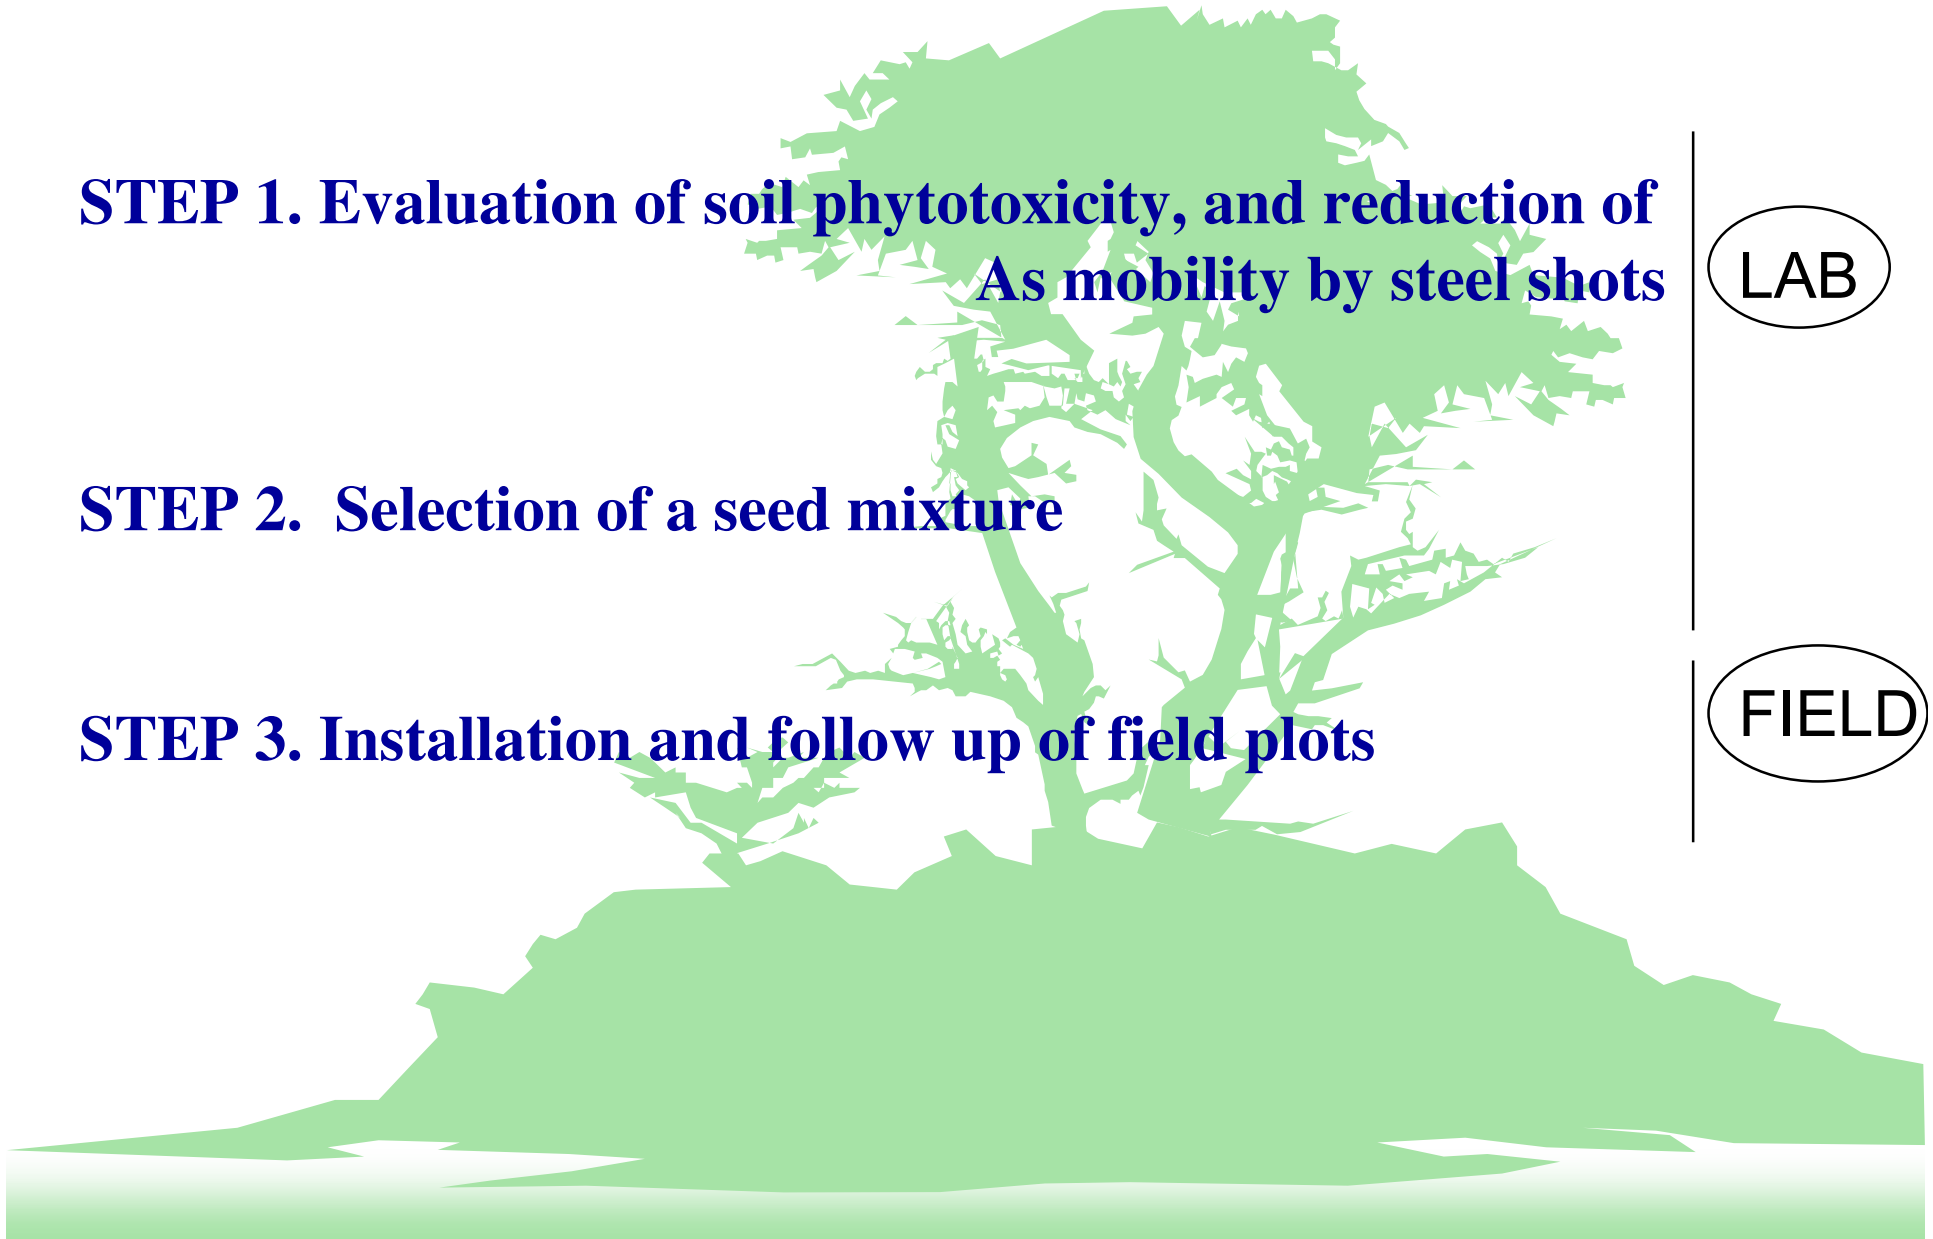 STEP 1. Evaluation of soil phytotoxicity, and reduction of
As mobility by steel shots
LAB
STEP 2.  Selection of a seed mixture
STEP 3. Installation and follow up of field plots
FIELD